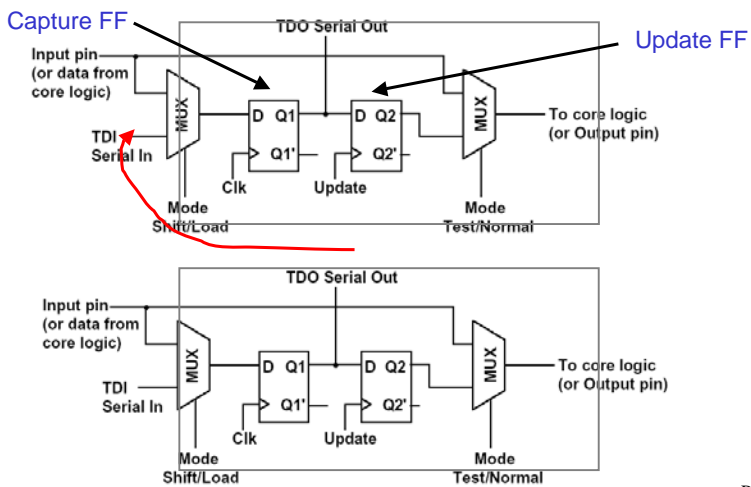 Capture FF
TDO Serial Out
Update FF
Input pin
(or data from
core logic)
MUX
D Q1
D Q2
MUX
To core logic
(or Output pin)
TDI
Serial In
Q1'
Q2'
Clk
Update
Mode
Shift/Load
Mode
Test/Normal
TDO Serial Out
Input pin
(or data from
core logic)
MUX
D Q1
D Q2
MUX
To core logic
(or Output pin)
TDI
Serial In
Q1'
Q2'
Clk
Update
Mode
Shift/Load
Mode
Test/Normal